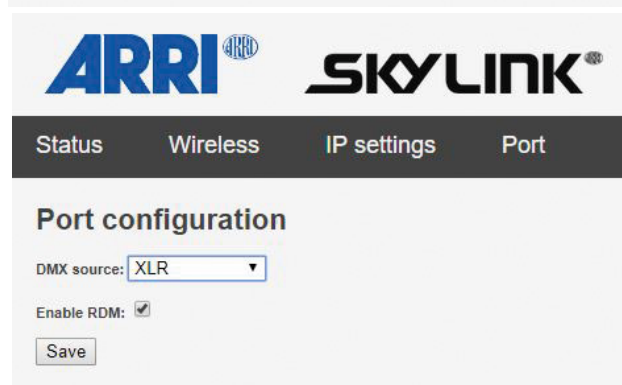 ARRI® SKYLINK
Status Wireless IP settings Port
Port configuration
DMX source: XLR
Enable RDM:
Save